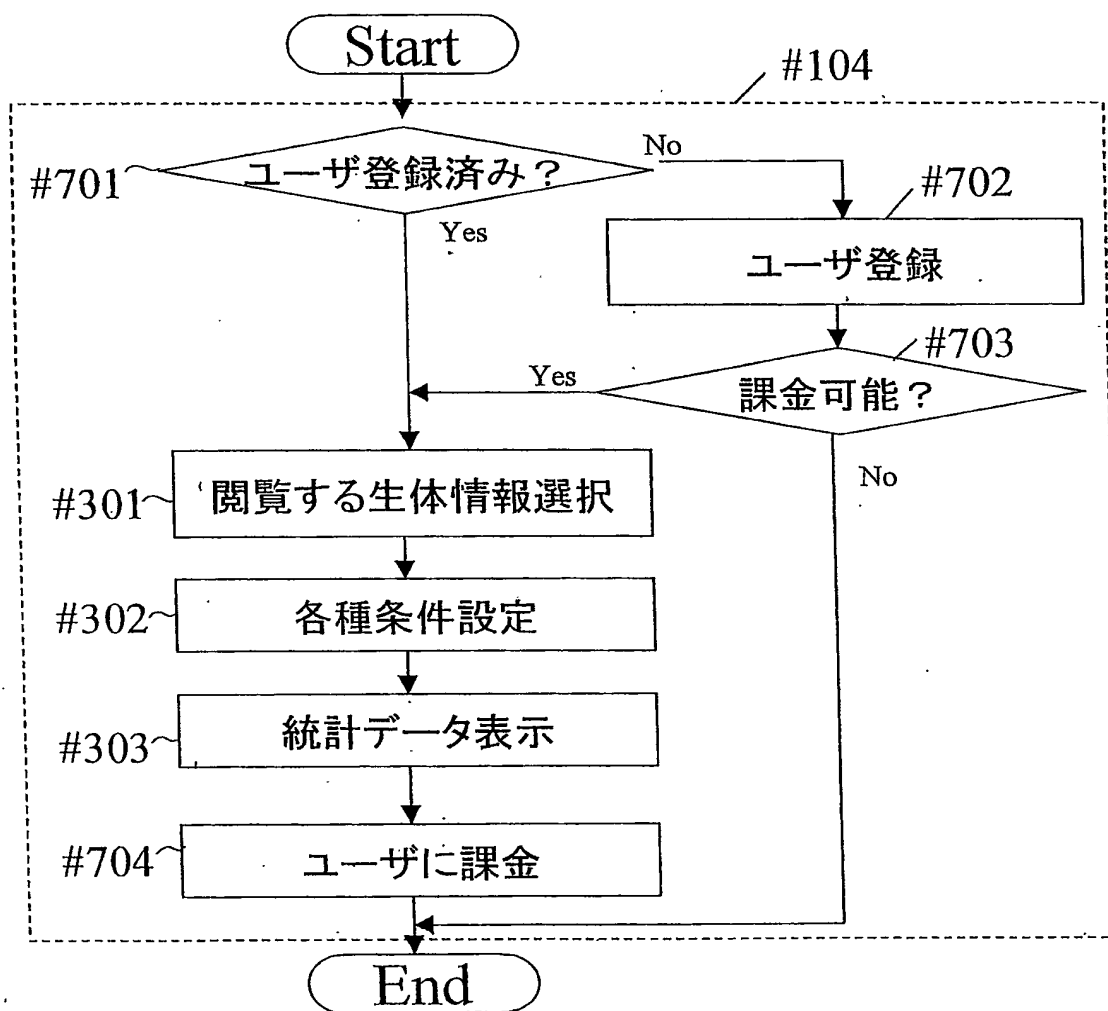 Start
#104
#701
ユーザ登録済み?
No
Yes
#702
ユーザ登録
#703
課金可能?
Yes
No
#301
閲覧する生体情報選択
#302
各種条件設定
#303
統計データ表示
#704
ユーザに課金
End